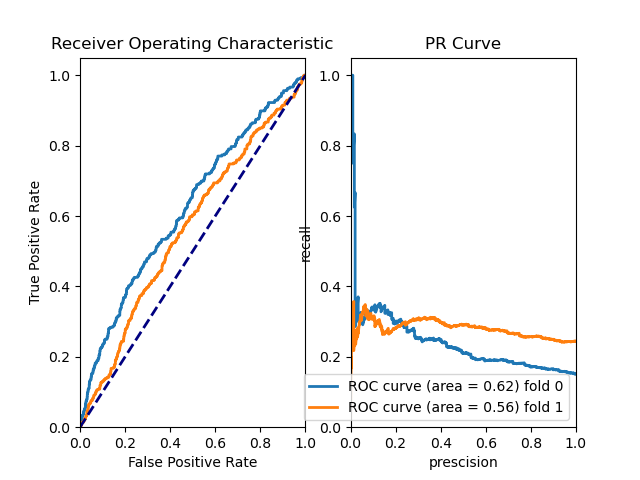 Receiver Operating Characteristic
PR Curve
1.0
0.8
0.6
0.4
0.2
0.0
True Positive Rate
0.0 0.2 0.4 0.6 0.8 1.0
False Positive Rate
1.0
0.8
0.6
0.4
0.2
0.0
recall
ROC curve (area = 0.62) fold 0
ROC curve (area = 0.56) fold 1
0.0 0.2 0.4 0.6 0.8 1.0
prescision